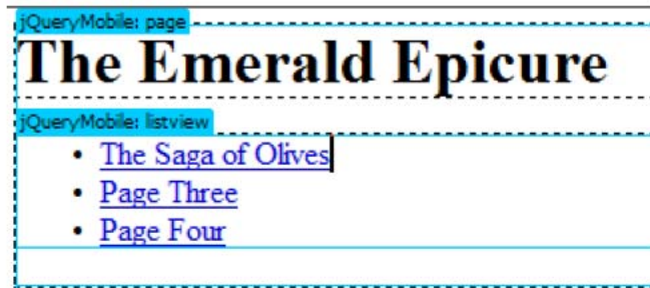 jQueryMobile: page
The Emerald Epicure
jQueryMobile: listview
• The Saga of Olives
• Page Three
• Page Four